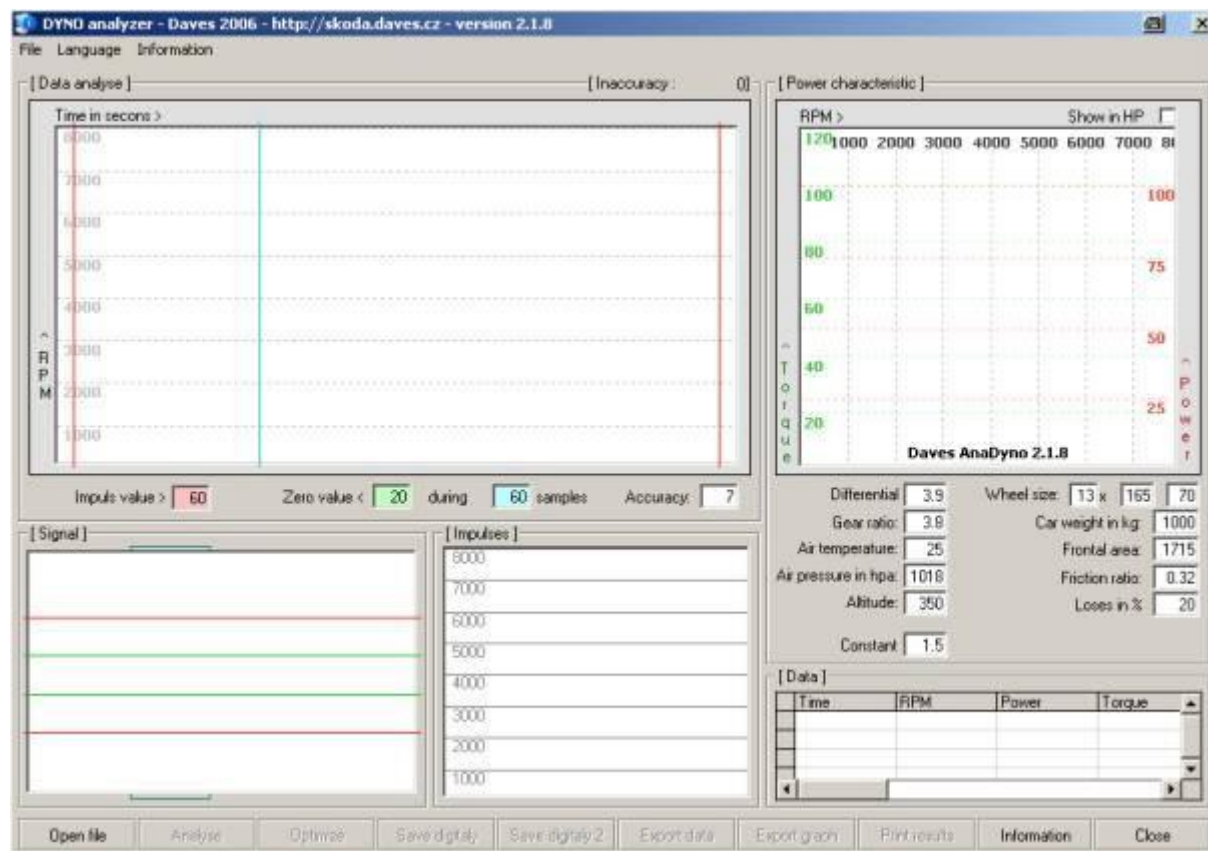 DYNO analyzer - Daves 2006 - http://skoda.daves.cz - version 2.1.8
File Language Information
[ Data analyse ] [ Inaccuracy : 0]
Time in secons >
8000
7000
6000
5000
4000
3000
2000
1000
^ RPM
Impuls value > 60 Zero value < 20 during 60 samples Accuracy: 7
[ Power characteristic ]
RPM > Show in HP
120 1000 2000 3000 4000 5000 6000 7000
100 100
80 75
60 50
40
20 25
^ Torque
^ Power
Daves AnaDyno 2.1.8
Differential 3.9 Wheel size: 13 x 165 70
Gear ratio: 3.8 Car weight in kg: 1000
Air temperature: 25 Frontal area: 1715
Air pressure in hpa: 1018 Friction ratio: 0.32
Altitude: 350 Loses in % 20
Constant 1.5
[ Signal ]
[ Impulses ]
8000
7000
6000
5000
4000
3000
2000
1000
[ Data ]
Time RPM Power Torque
Open file Analyse Optimize Save digitaly Save digitaly 2 Export data Export graph Print results Information Close